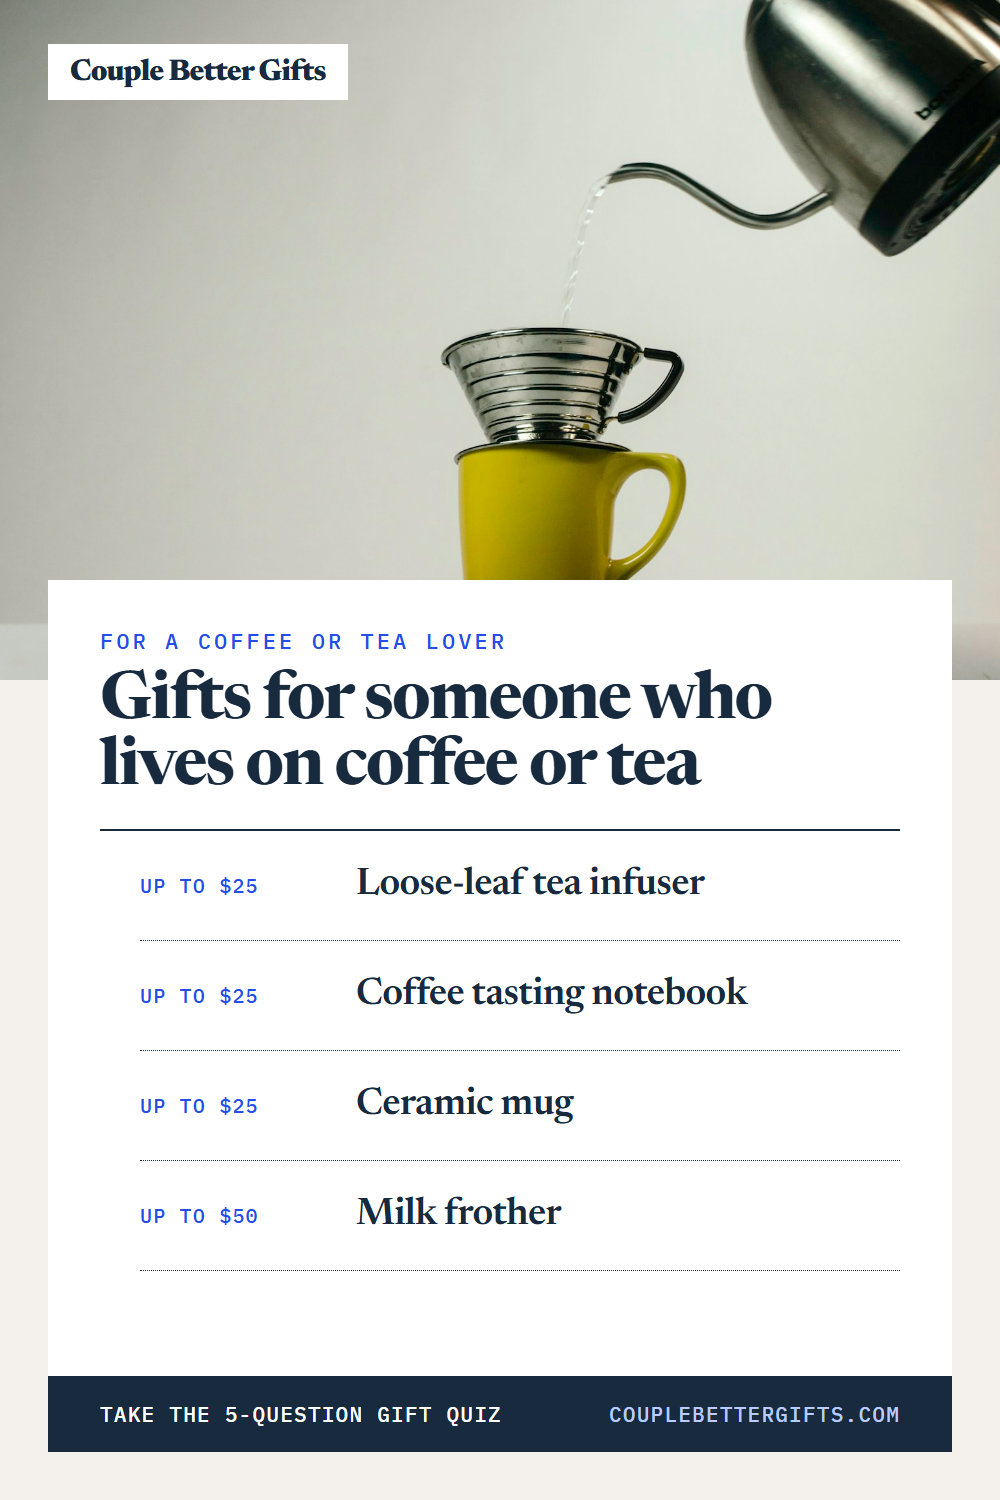 Couple Better Gifts
FOR A COFFEE OR TEA LOVER
Gifts for someone who
lives on coffee or tea
UP TO $25 Loose-leaf tea infuser
UP TO $25 Coffee tasting notebook
UP TO $25 Ceramic mug
UP TO $50 Milk frother
TAKE THE 5-QUESTION GIFT QUIZ COUPLEBETTERGIFTS.COM